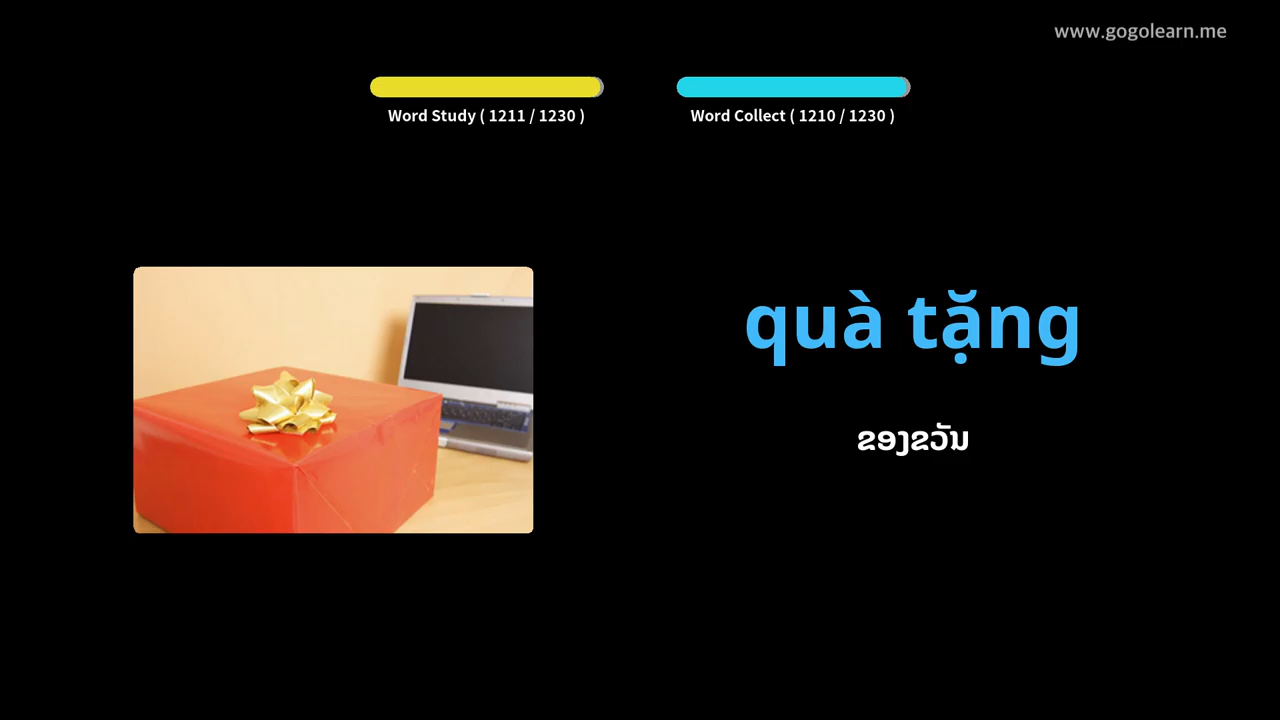 www.gogolearn.me
Word Study ( 1211 / 1230 )
Word Collect ( 1210 / 1230 )
quà tặng
ຂອງຂວັນ